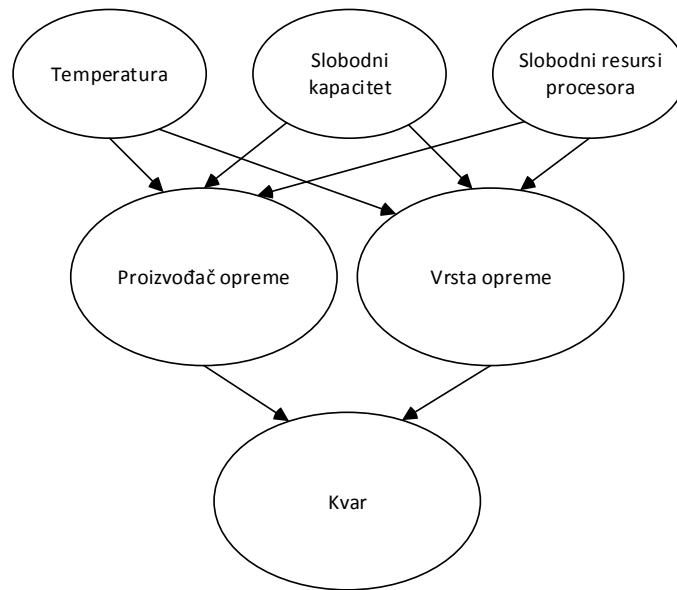 Temperatura
Slobodni
kapacitet
Slobodni resursi
procesora
Proizvođač opreme
Vrsta opreme
Kvar